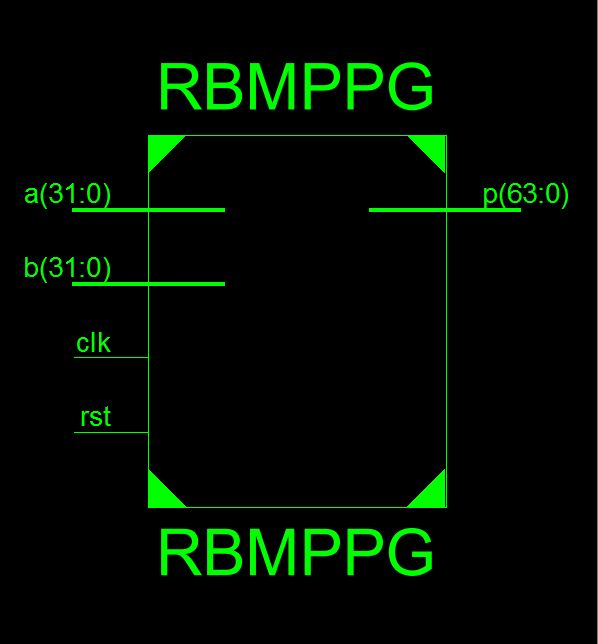 RBMPPG
a(31:0)
p(63:0)
b(31:0)
clk
rst
RBMPPG